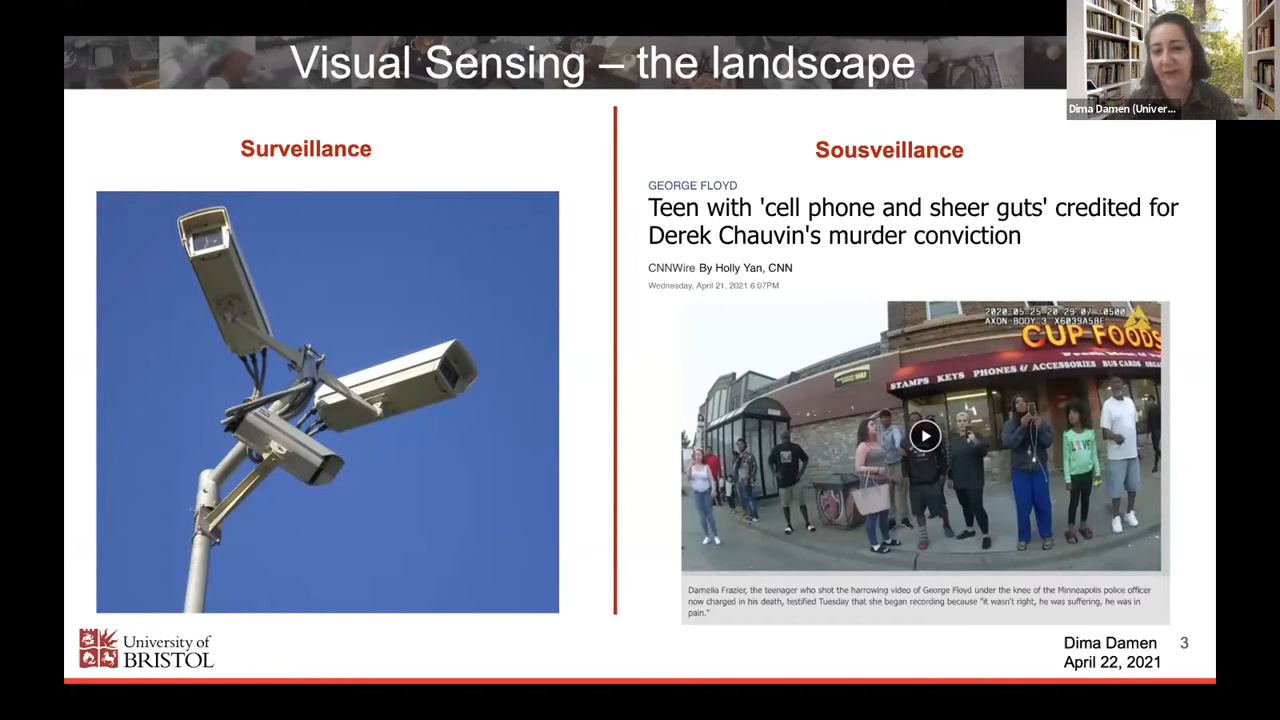 Visual Sensing – the landscape
Dima Damen (Univer...
Surveillance
Sousveillance
GEORGE FLOYD
Teen with 'cell phone and sheer guts' credited for
Derek Chauvin's murder conviction
CNNWire By Holly Yan, CNN
Wednesday, April 21, 2021 6:07PM
2020-05-25 20:29:07 -0500
AXON BODY 3 X6039A5BE
CUP FOODS
STAMPS KEYS PHONES & ACCESSORIES BUS CARDS
Darnella Frazier, the teenager who shot the harrowing video of George Floyd under the knee of the Minneapolis police officer
now charged in his death, testified Tuesday that she began recording because "it wasn't right, he was suffering, he was in
pain."
University of
BRISTOL
Dima Damen 3
April 22, 2021